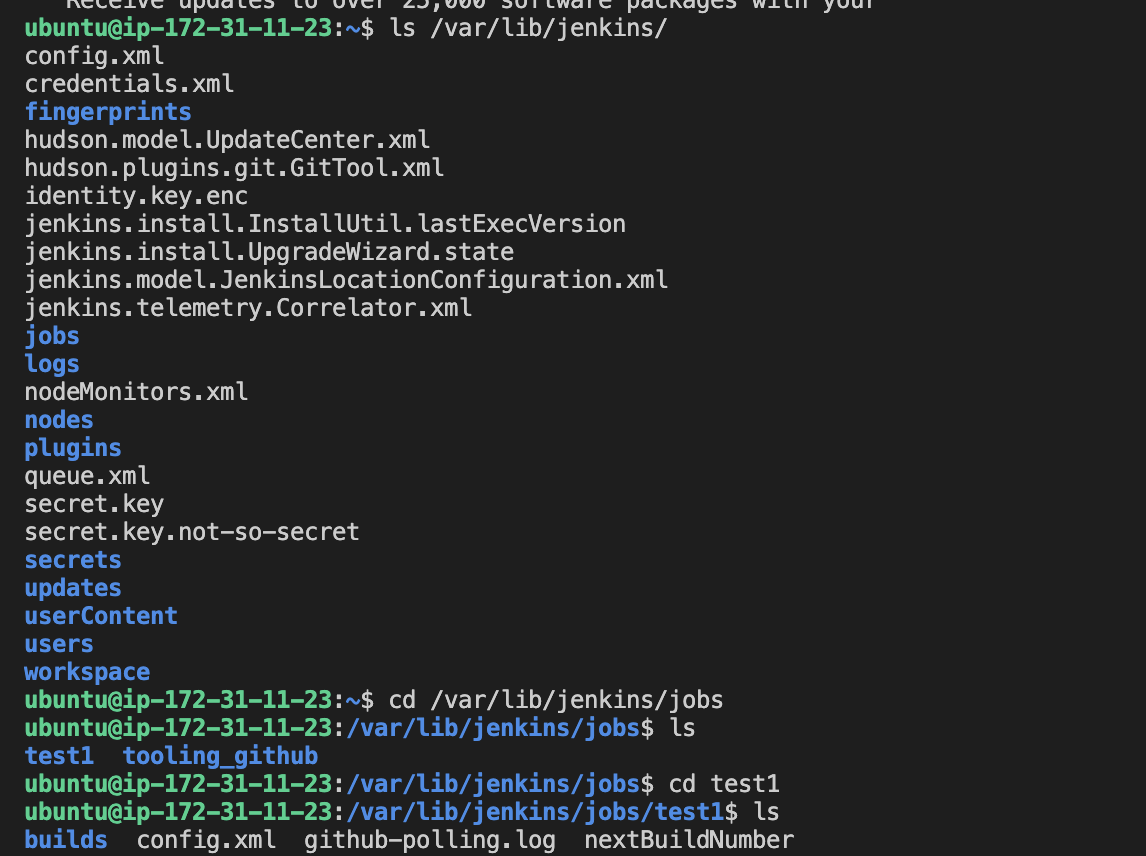 Receive updates to over 25,000 software packages with your
ubuntu@ip-172-31-11-23:~$ ls /var/lib/jenkins/
config.xml
credentials.xml
fingerprints
hudson.model.UpdateCenter.xml
hudson.plugins.git.GitTool.xml
identity.key.enc
jenkins.install.InstallUtil.lastExecVersion
jenkins.install.UpgradeWizard.state
jenkins.model.JenkinsLocationConfiguration.xml
jenkins.telemetry.Correlator.xml
jobs
logs
nodeMonitors.xml
nodes
plugins
queue.xml
secret.key
secret.key.not-so-secret
secrets
updates
userContent
users
workspace
ubuntu@ip-172-31-11-23:~$ cd /var/lib/jenkins/jobs
ubuntu@ip-172-31-11-23:/var/lib/jenkins/jobs$ ls
test1  tooling_github
ubuntu@ip-172-31-11-23:/var/lib/jenkins/jobs$ cd test1
ubuntu@ip-172-31-11-23:/var/lib/jenkins/jobs/test1$ ls
builds  config.xml  github-polling.log  nextBuildNumber